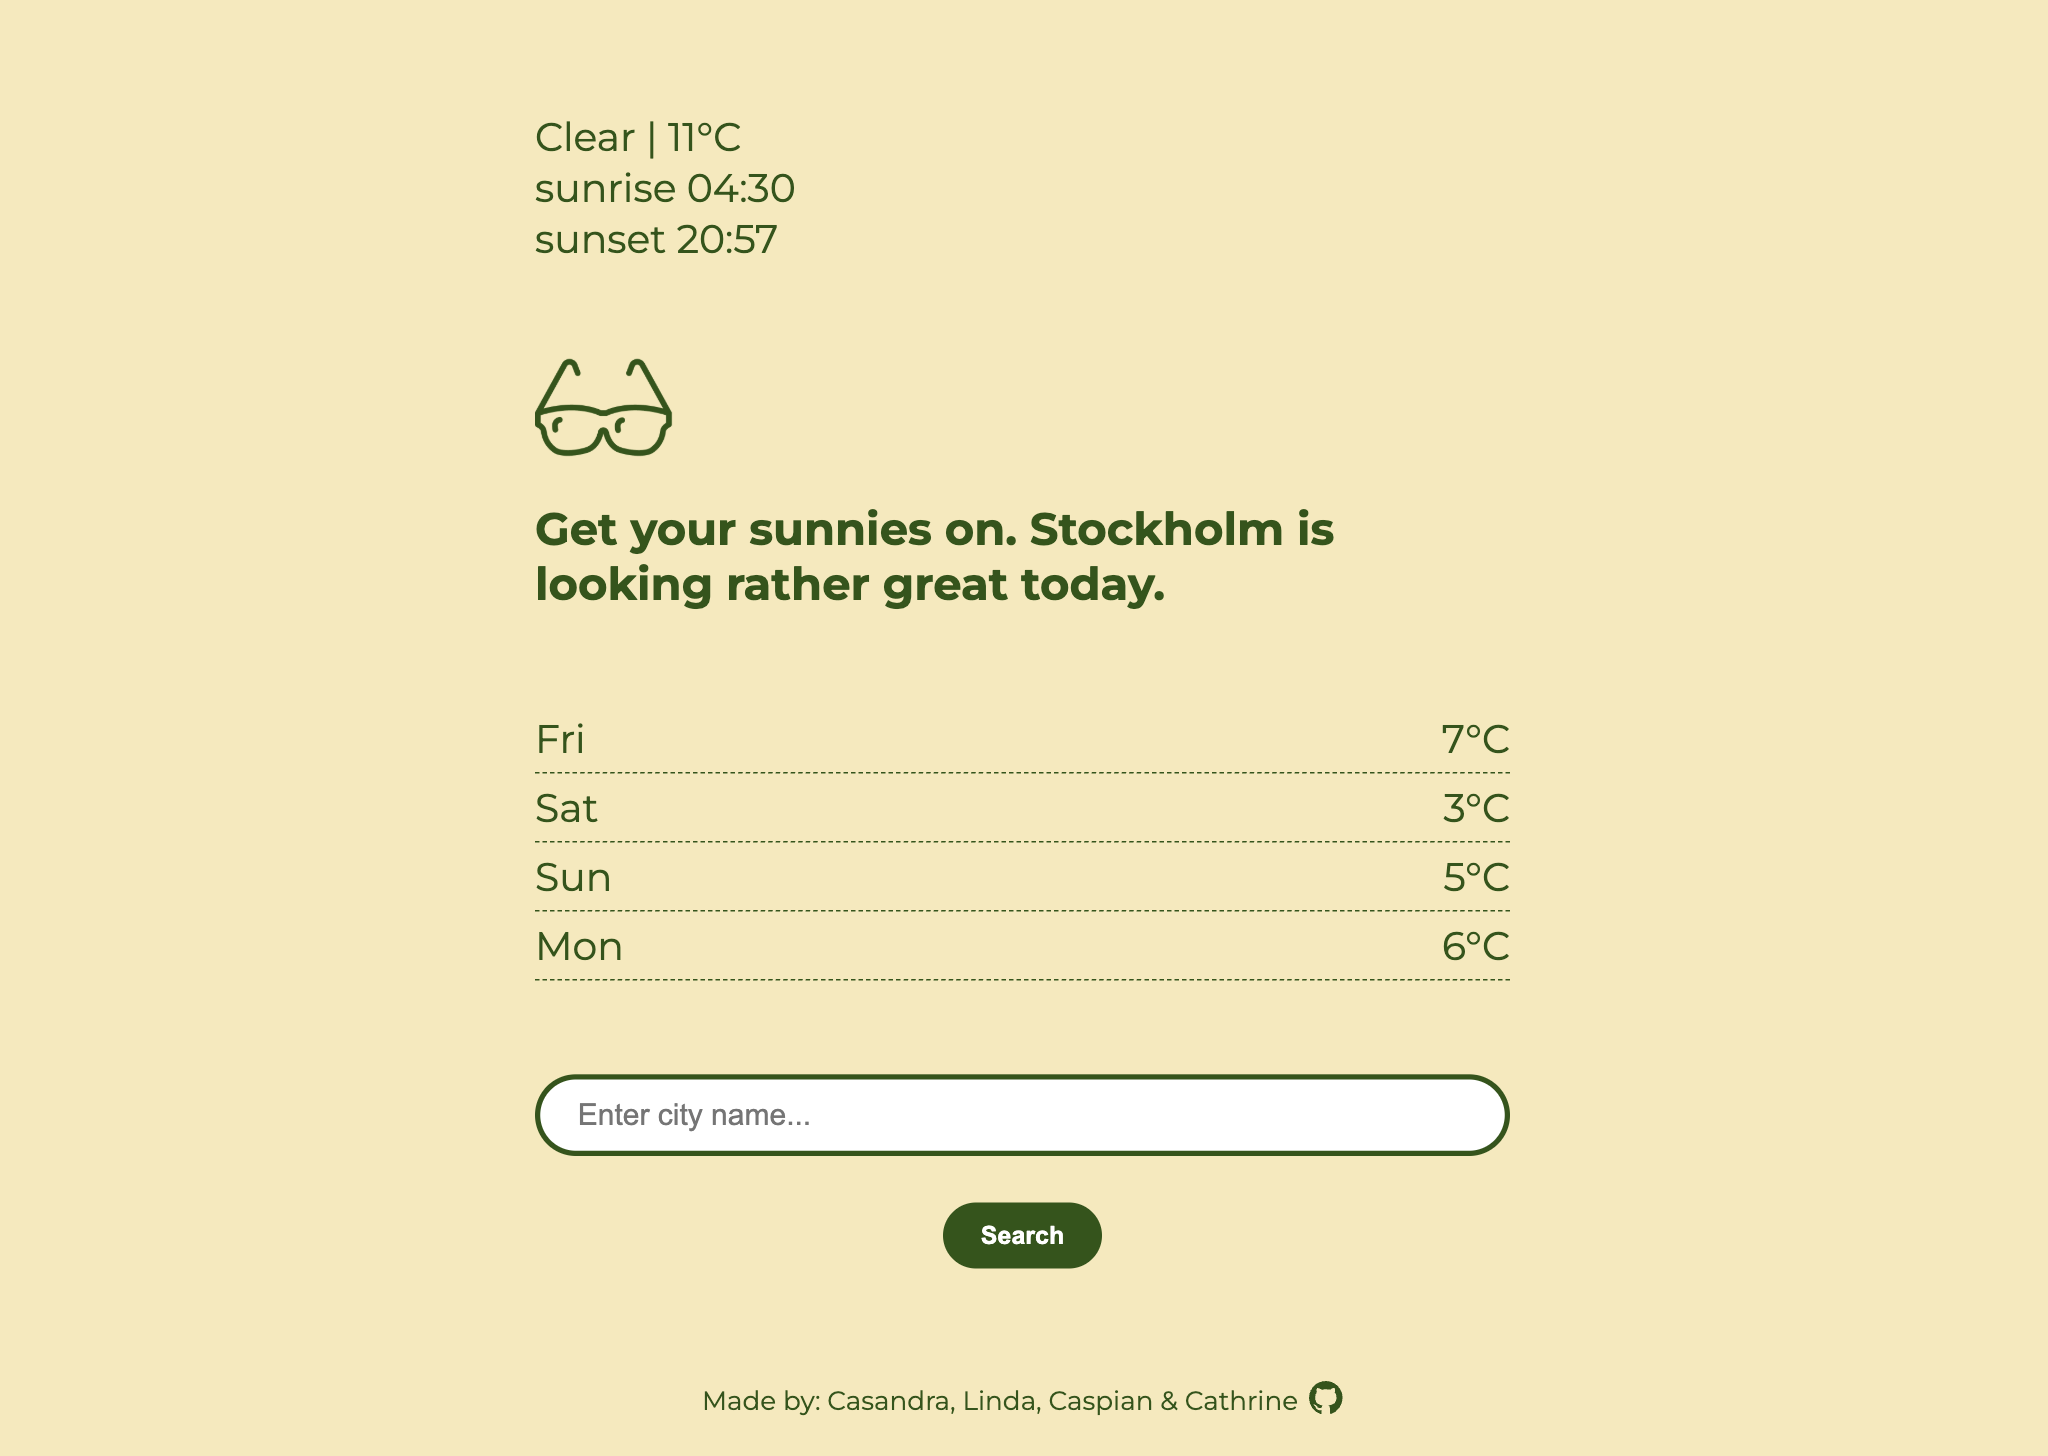 Clear | 11°C
sunrise 04:30
sunset 20:57
Get your sunnies on. Stockholm is
looking rather great today.
Fri 7°C
Sat 3°C
Sun 5°C
Mon 6°C
Enter city name...
Search
Made by: Casandra, Linda, Caspian & Cathrine